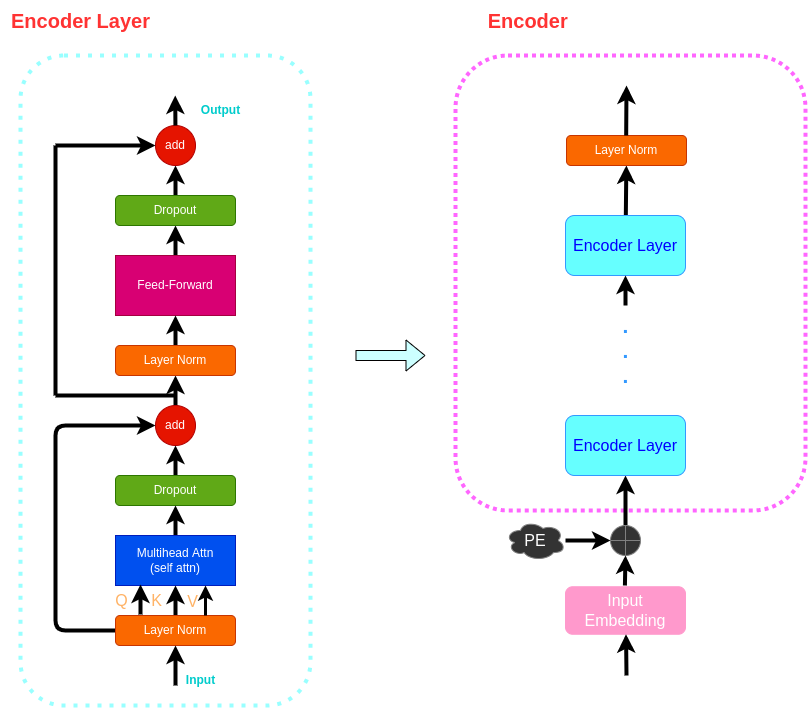 Encoder Layer
Output
add
Dropout
Feed-Forward
Layer Norm
add
Dropout
Multihead Attn
(self attn)
Q K V
Layer Norm
Input
Encoder
Layer Norm
Encoder Layer
.
.
.
Encoder Layer
PE
Input
Embedding